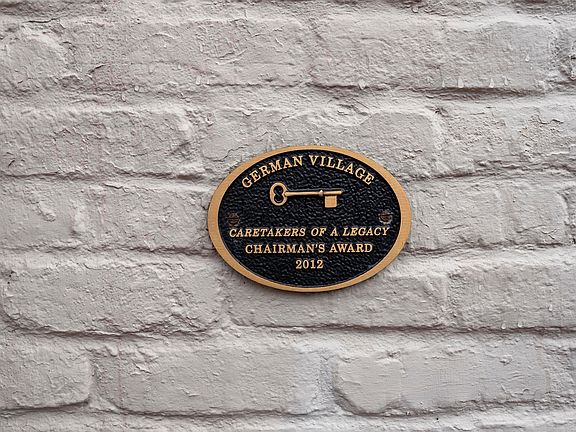 GERMAN VILLAGE
CARETAKERS OF A LEGACY
CHAIRMAN'S AWARD
2012